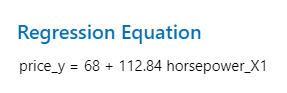 Regression Equation
price_y = 68 + 112.84 horsepower_X1